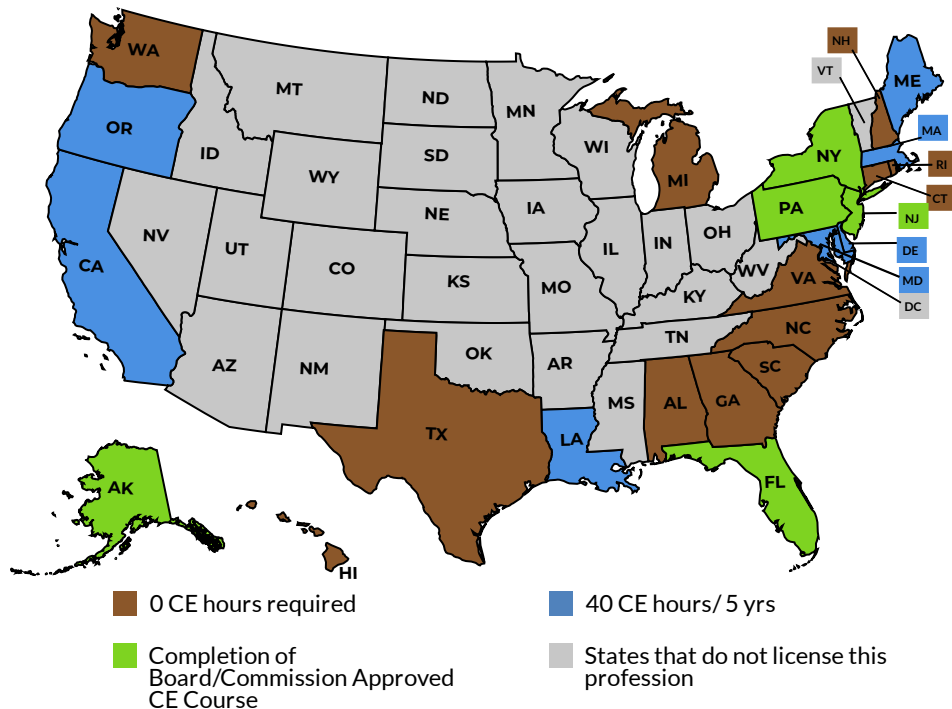 WA
MT
ND
MN
NH
VT
ME
OR
ID
WY
SD
WI
MI
NY
MA
RI
CT
NJ
PA
NE
IA
NV
UT
CO
KS
MO
IL
IN
OH
WV
VA
DE
MD
DC
CA
KY
NC
TN
AZ
NM
OK
AR
SC
MS
AL
GA
TX
LA
FL
AK
HI
0 CE hours required
40 CE hours/ 5 yrs
Completion of
Board/Commission Approved
CE Course
States that do not license this
profession